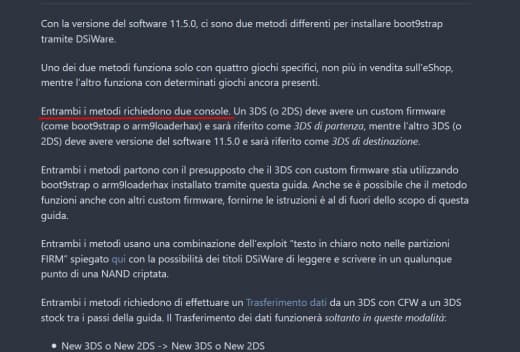 Con la versione del software 11.5.0, ci sono due metodi differenti per installare boot9strap
tramite DSiWare.
Uno dei due metodi funziona solo con quattro giochi specifici, non più in vendita sull'eShop,
mentre l'altro funziona con determinati giochi ancora presenti.
Entrambi i metodi richiedono due console. Un 3DS (o 2DS) deve avere un custom firmware
(come boot9strap o arm9loaderhax) e sarà riferito come 3DS di partenza, mentre l'altro 3DS (o
2DS) deve avere versione del software 11.5.0 e sarà riferito come 3DS di destinazione.
Entrambi i metodi partono con il presupposto che il 3DS con custom firmware stia utilizzando
boot9strap o arm9loaderhax installato tramite questa guida. Anche se è possibile che il metodo
funzioni anche con altri custom firmware, fornirne le istruzioni è al di fuori dello scopo di questa
guida.
Entrambi i metodi usano una combinazione dell'exploit "testo in chiaro noto nelle partizioni
FIRM" spiegato qui con la possibilità dei titoli DSiWare di leggere e scrivere in un qualunque
punto di una NAND criptata.
Entrambi i metodi richiedono di effettuare un Trasferimento dati da un 3DS con CFW a un 3DS
stock tra i passi della guida. Il Trasferimento dei dati funzionerà soltanto in queste modalità:
• New 3DS o New 2DS -> New 3DS o New 2DS